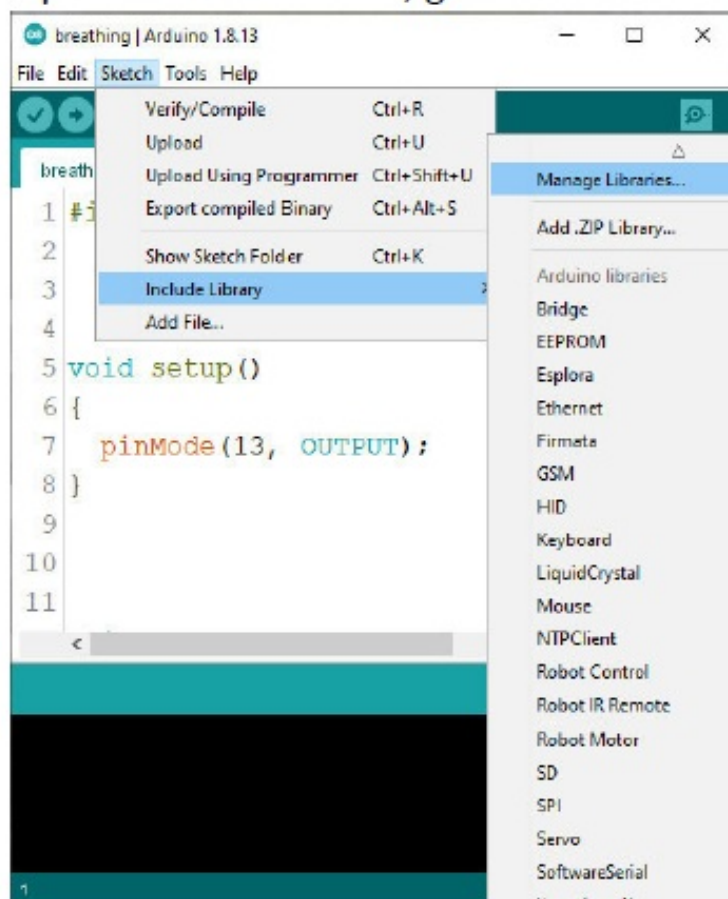 breathing | Arduino 1.8.13
File Edit Sketch Tools Help
Verify/Compile Ctrl+R
Upload Ctrl+U
Upload Using Programmer Ctrl+Shift+U
Export compiled Binary Ctrl+Alt+S
Show Sketch Folder Ctrl+K
Include Library
Add File...
Manage Libraries...
Add .ZIP Library...
Arduino libraries
Bridge
EEPROM
Esplora
Ethernet
Firmata
GSM
HID
Keyboard
LiquidCrystal
Mouse
NTPClient
Robot Control
Robot IR Remote
Robot Motor
SD
SPI
Servo
SoftwareSerial
breath
1 #i
2
3
4
5 void setup()
6 {
7 pinMode(13, OUTPUT);
8 }
9
10
11
1